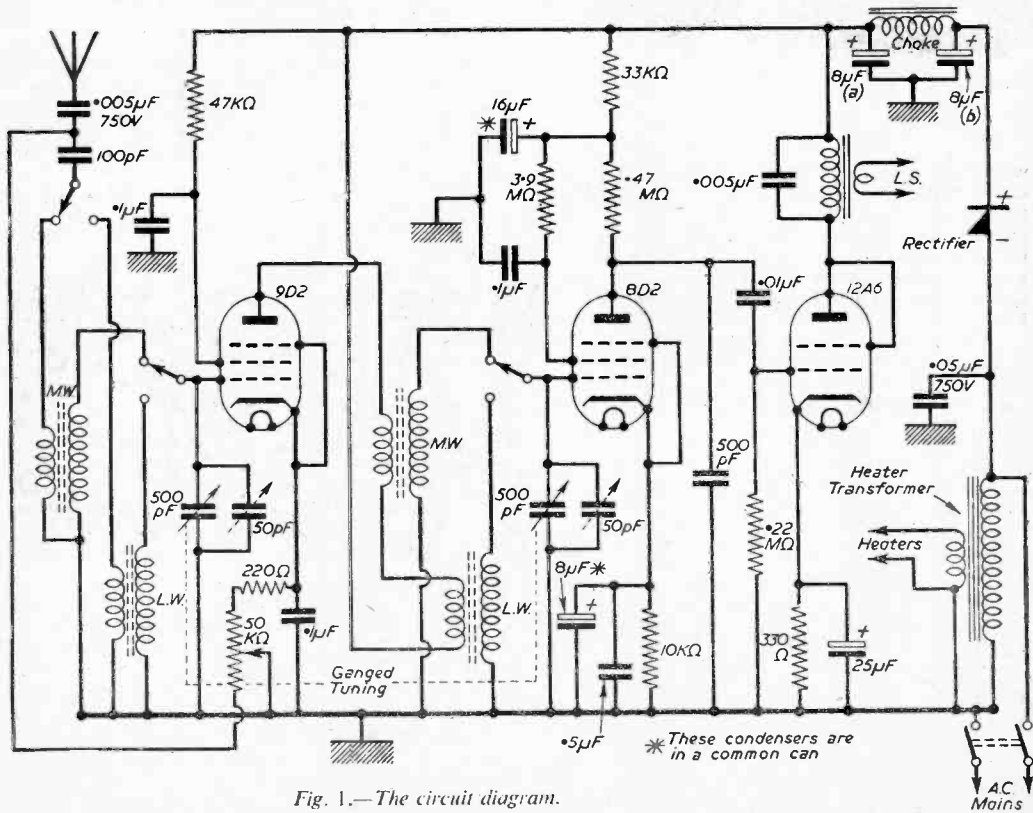 Choke
8µF
(a)
+
+
8µF
(b)
·005µF
750V
100pF
47KΩ
·1µF
33KΩ
16µF
✳
+
3·9
MΩ
·47
MΩ
·1µF
·005µF
L.S.
+
Rectifier
–
9D2
8D2
·01µF
12A6
·05µF
750V
M.W.
M.W.
500
pF
50pF
500
pF
50pF
500
pF
Heater
Transformer
Heaters
·22
MΩ
L.W.
220Ω
50
KΩ
·1µF
L.W.
8µF✳
+
10KΩ
330
Ω
+
25µF
Ganged
Tuning
·5µF
✳ These condensers are
in a common can
A.C.
Mains
Fig. 1.—The circuit diagram.